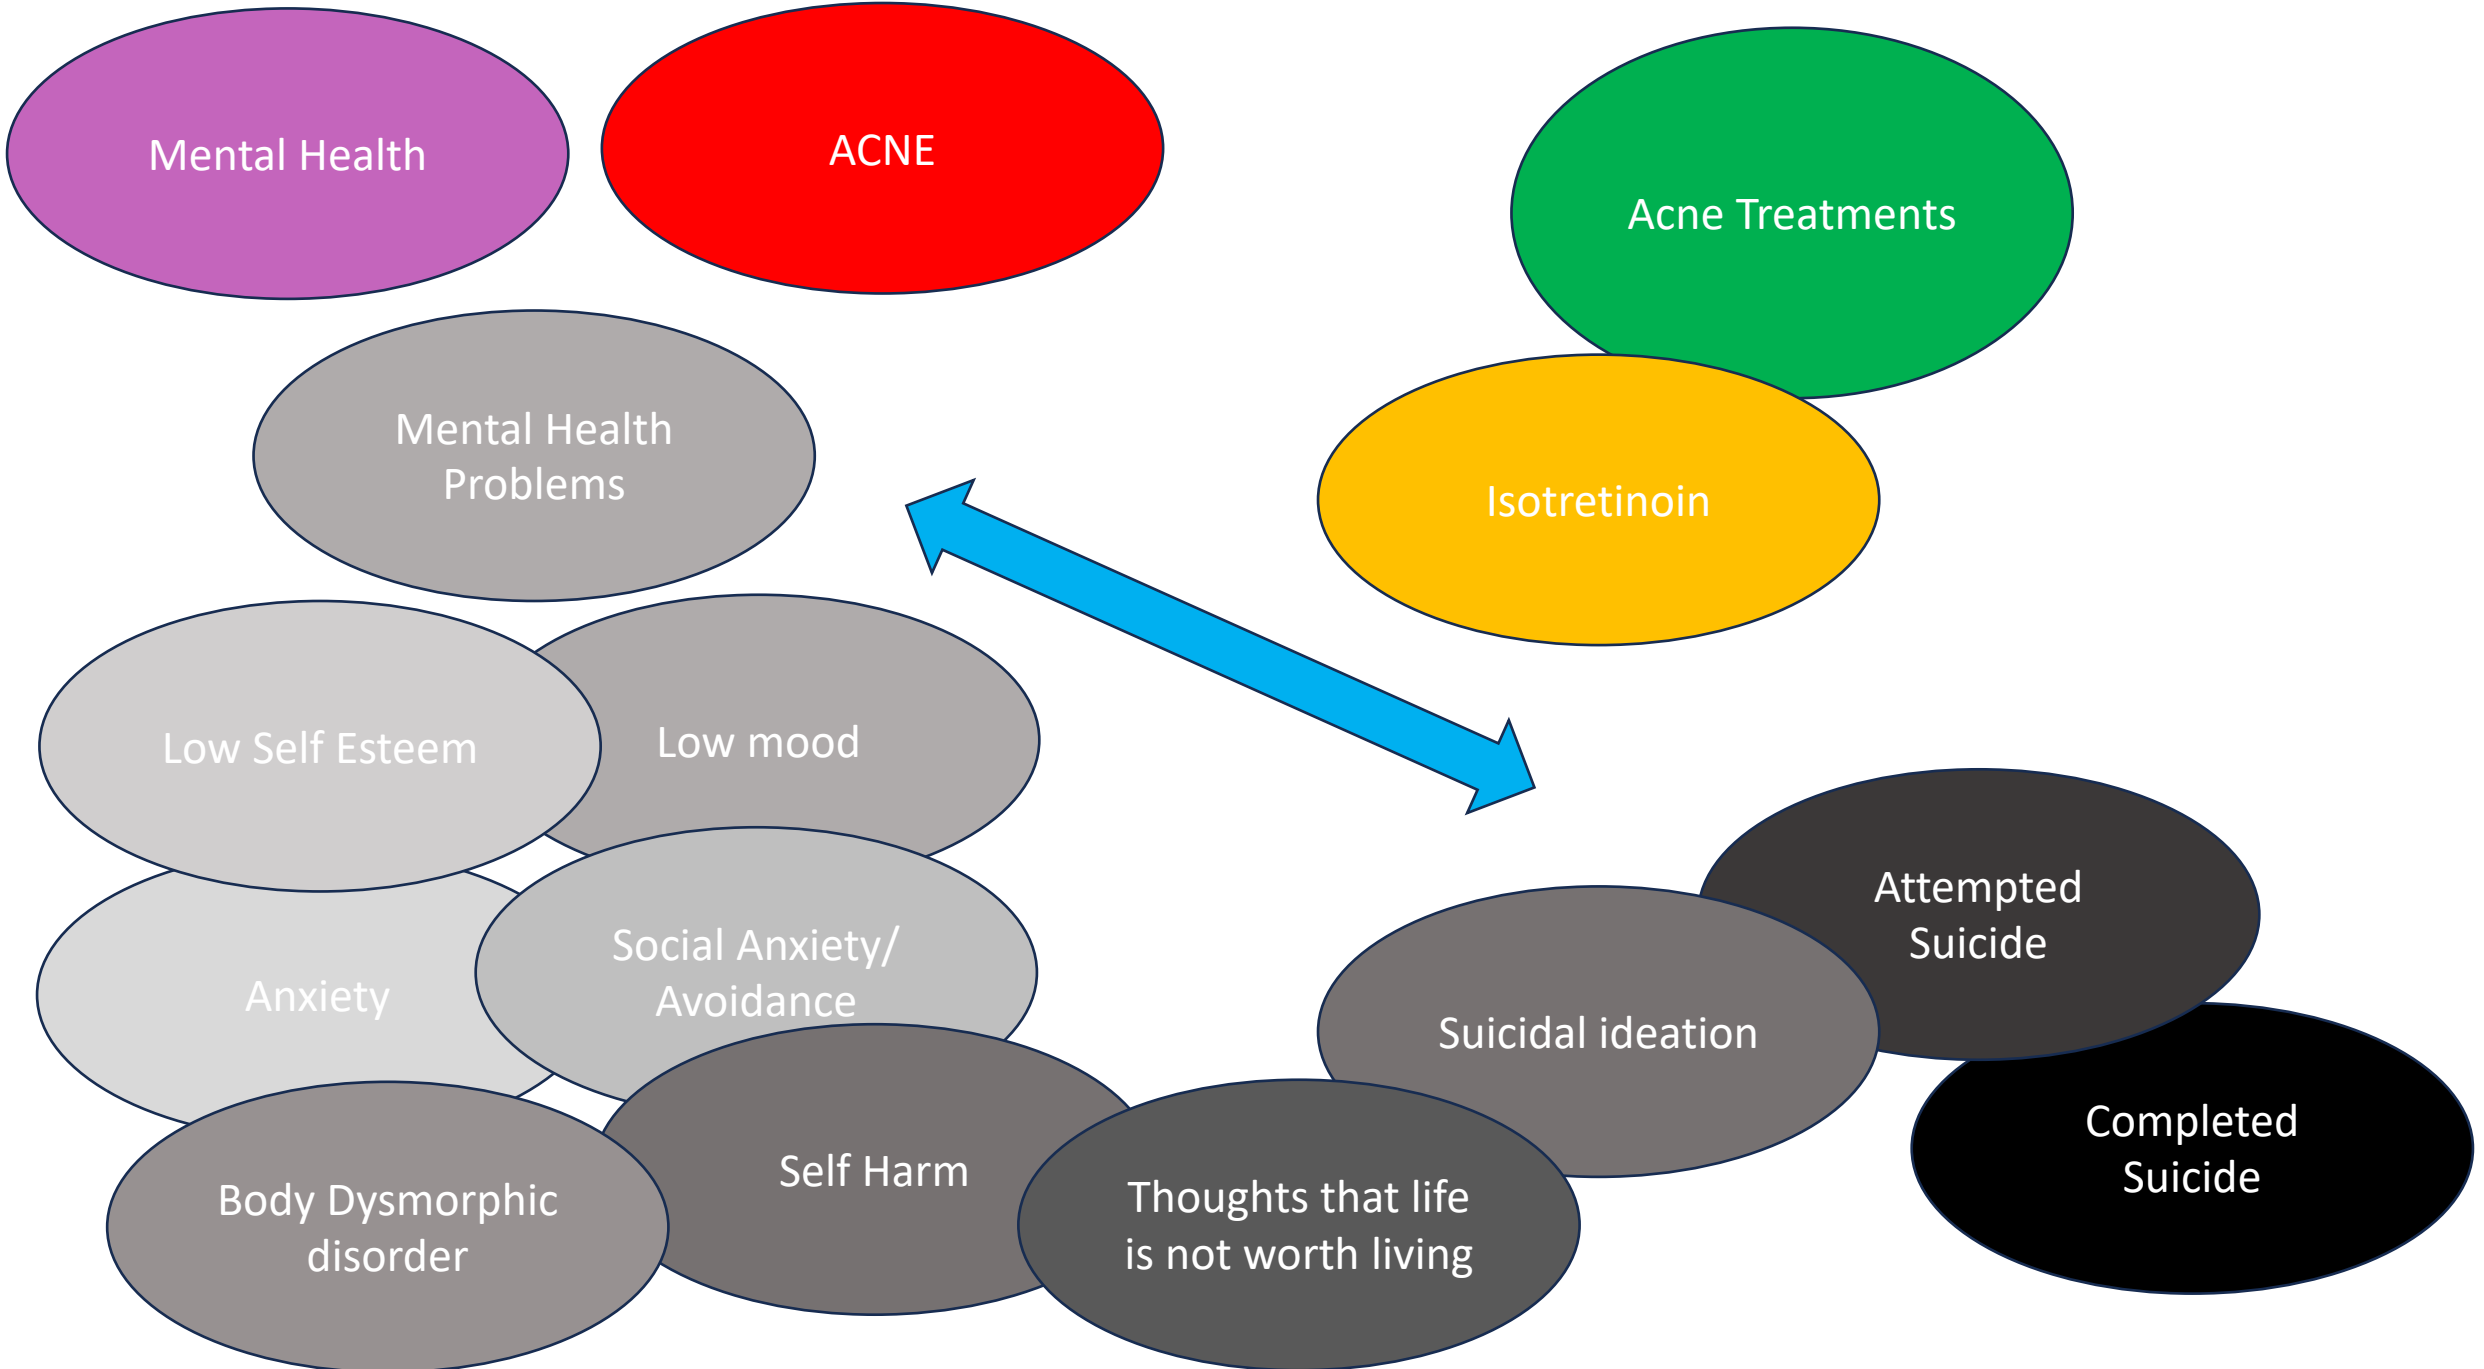 Mental Health
ACNE
Acne Treatments
Mental Health
Problems
Isotretinoin
Low Self Esteem
Low mood
Anxiety
Social Anxiety/
Avoidance
Attempted
Suicide
Suicidal ideation
Completed
Suicide
Body Dysmorphic
disorder
Self Harm
Thoughts that life
is not worth living